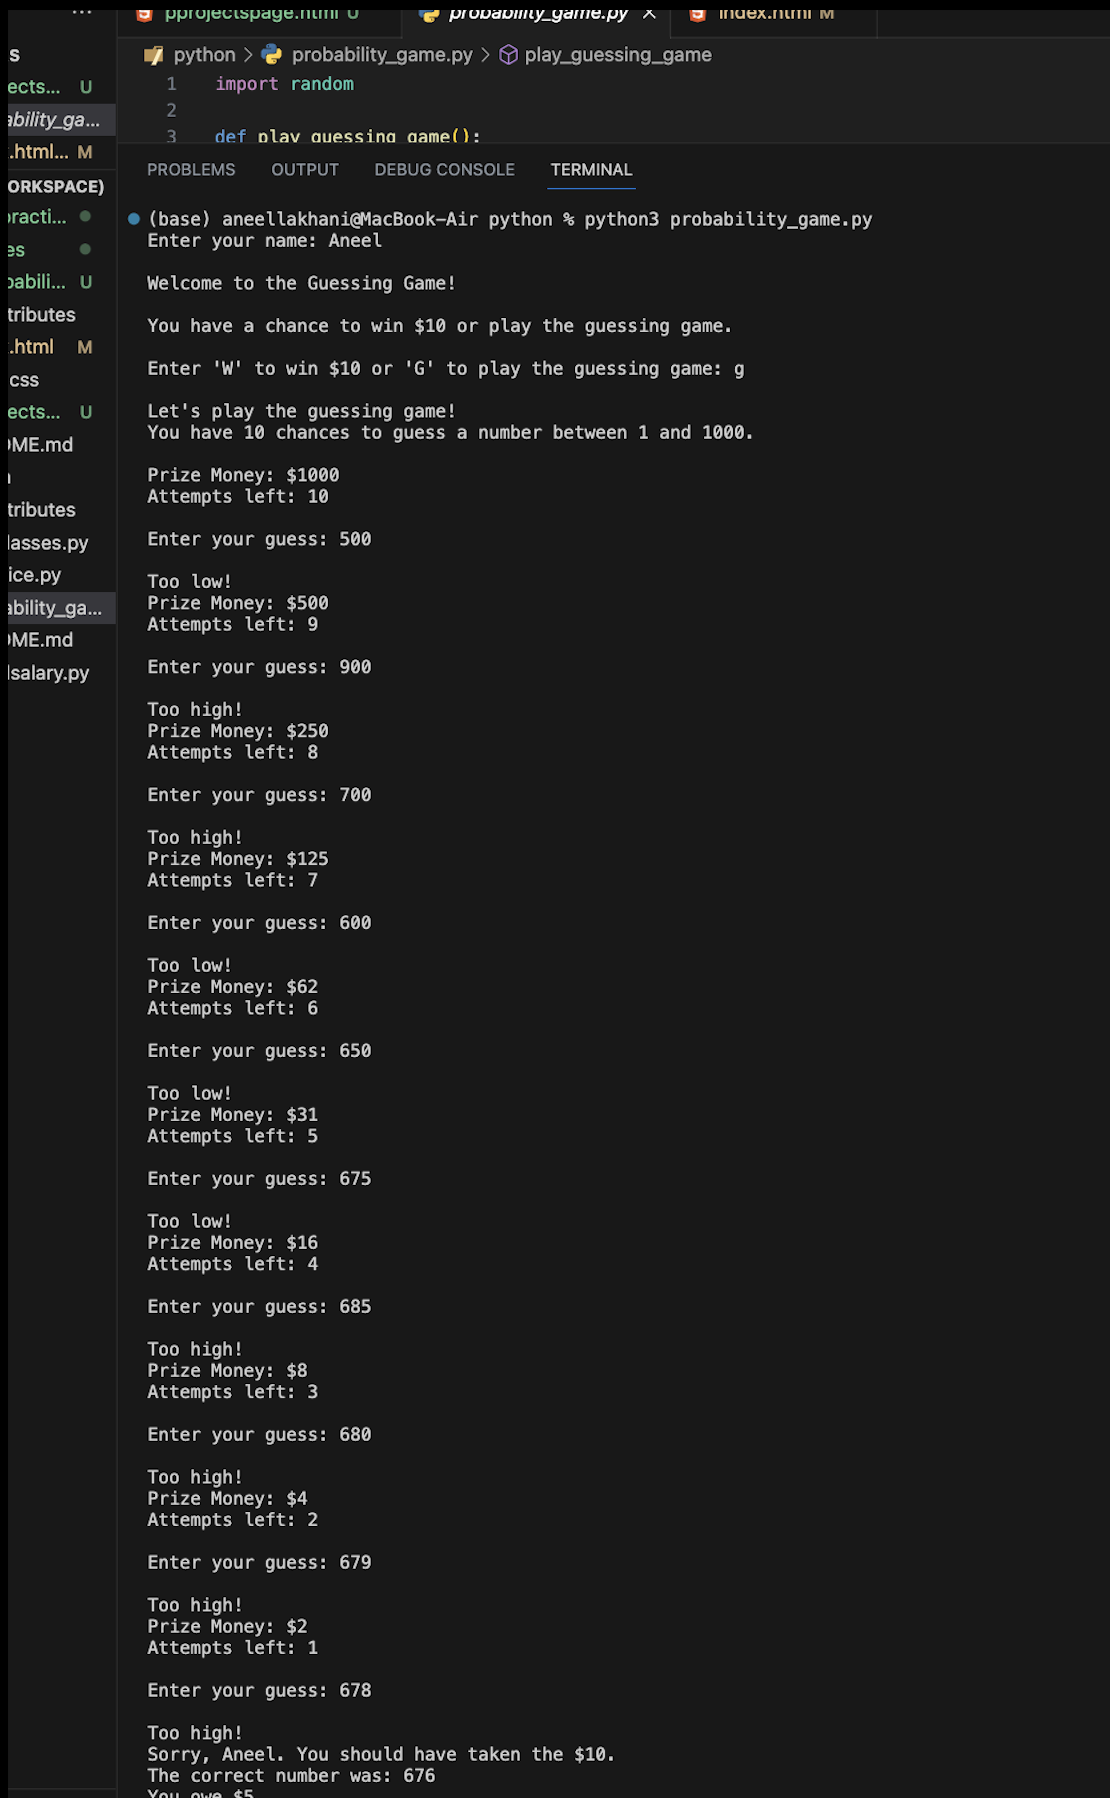 pprojectspage.html U
probability_game.py
index.html M
python > probability_game.py > play_guessing_game
1 import random
2
3 def play_guessing_game():
s
ects... U
ability_ga...
.html... M
ORKSPACE)
practi...
es
pabili... U
tributes
.html M
css
ects... U
ME.md
tributes
lasses.py
ice.py
ability_ga...
ME.md
lsalary.py
PROBLEMS OUTPUT DEBUG CONSOLE TERMINAL
(base) aneellakhani@MacBook-Air python % python3 probability_game.py
Enter your name: Aneel
Welcome to the Guessing Game!
You have a chance to win $10 or play the guessing game.
Enter 'W' to win $10 or 'G' to play the guessing game: g
Let's play the guessing game!
You have 10 chances to guess a number between 1 and 1000.
Prize Money: $1000
Attempts left: 10
Enter your guess: 500
Too low!
Prize Money: $500
Attempts left: 9
Enter your guess: 900
Too high!
Prize Money: $250
Attempts left: 8
Enter your guess: 700
Too high!
Prize Money: $125
Attempts left: 7
Enter your guess: 600
Too low!
Prize Money: $62
Attempts left: 6
Enter your guess: 650
Too low!
Prize Money: $31
Attempts left: 5
Enter your guess: 675
Too low!
Prize Money: $16
Attempts left: 4
Enter your guess: 685
Too high!
Prize Money: $8
Attempts left: 3
Enter your guess: 680
Too high!
Prize Money: $4
Attempts left: 2
Enter your guess: 679
Too high!
Prize Money: $2
Attempts left: 1
Enter your guess: 678
Too high!
Sorry, Aneel. You should have taken the $10.
The correct number was: 676
You owe $5